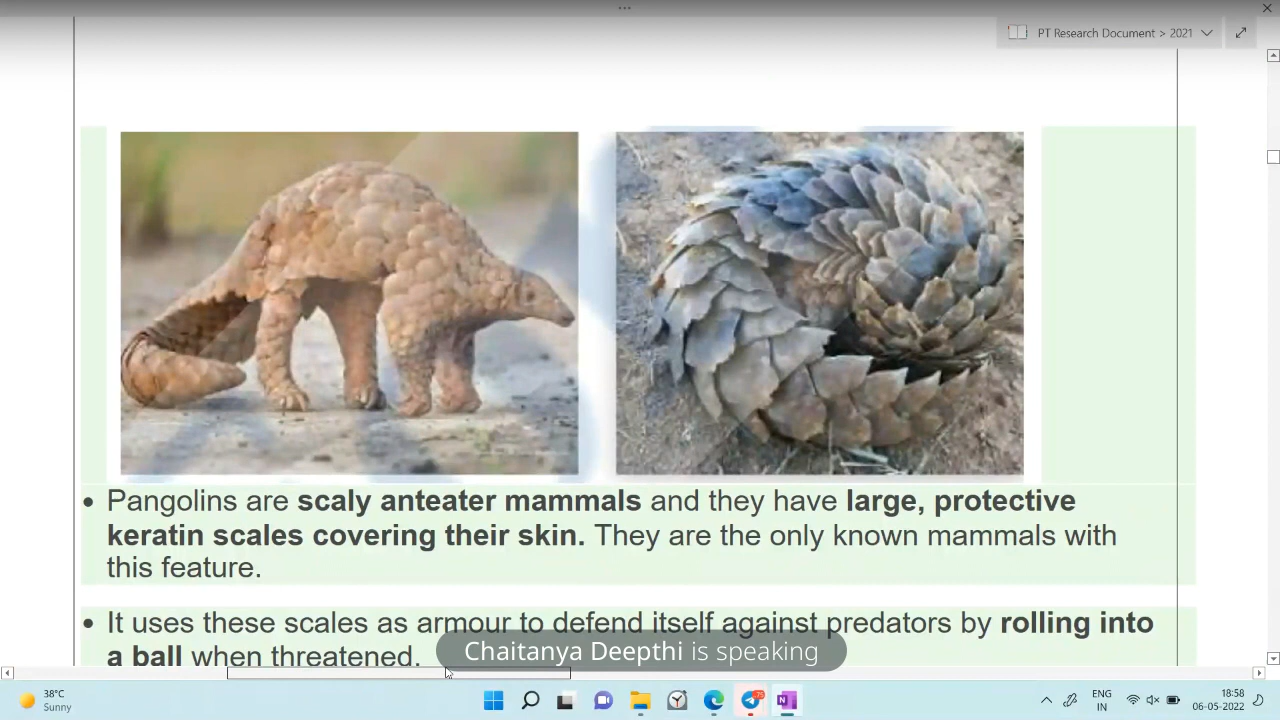 PT Research Document > 2021
• Pangolins are scaly anteater mammals and they have large, protective
keratin scales covering their skin. They are the only known mammals with
this feature.
• It uses these scales as armour to defend itself against predators by rolling into
a ball when threatened.
Chaitanya Deepthi is speaking
38°C
Sunny
75
N
ENG
IN
18:58
06-05-2022